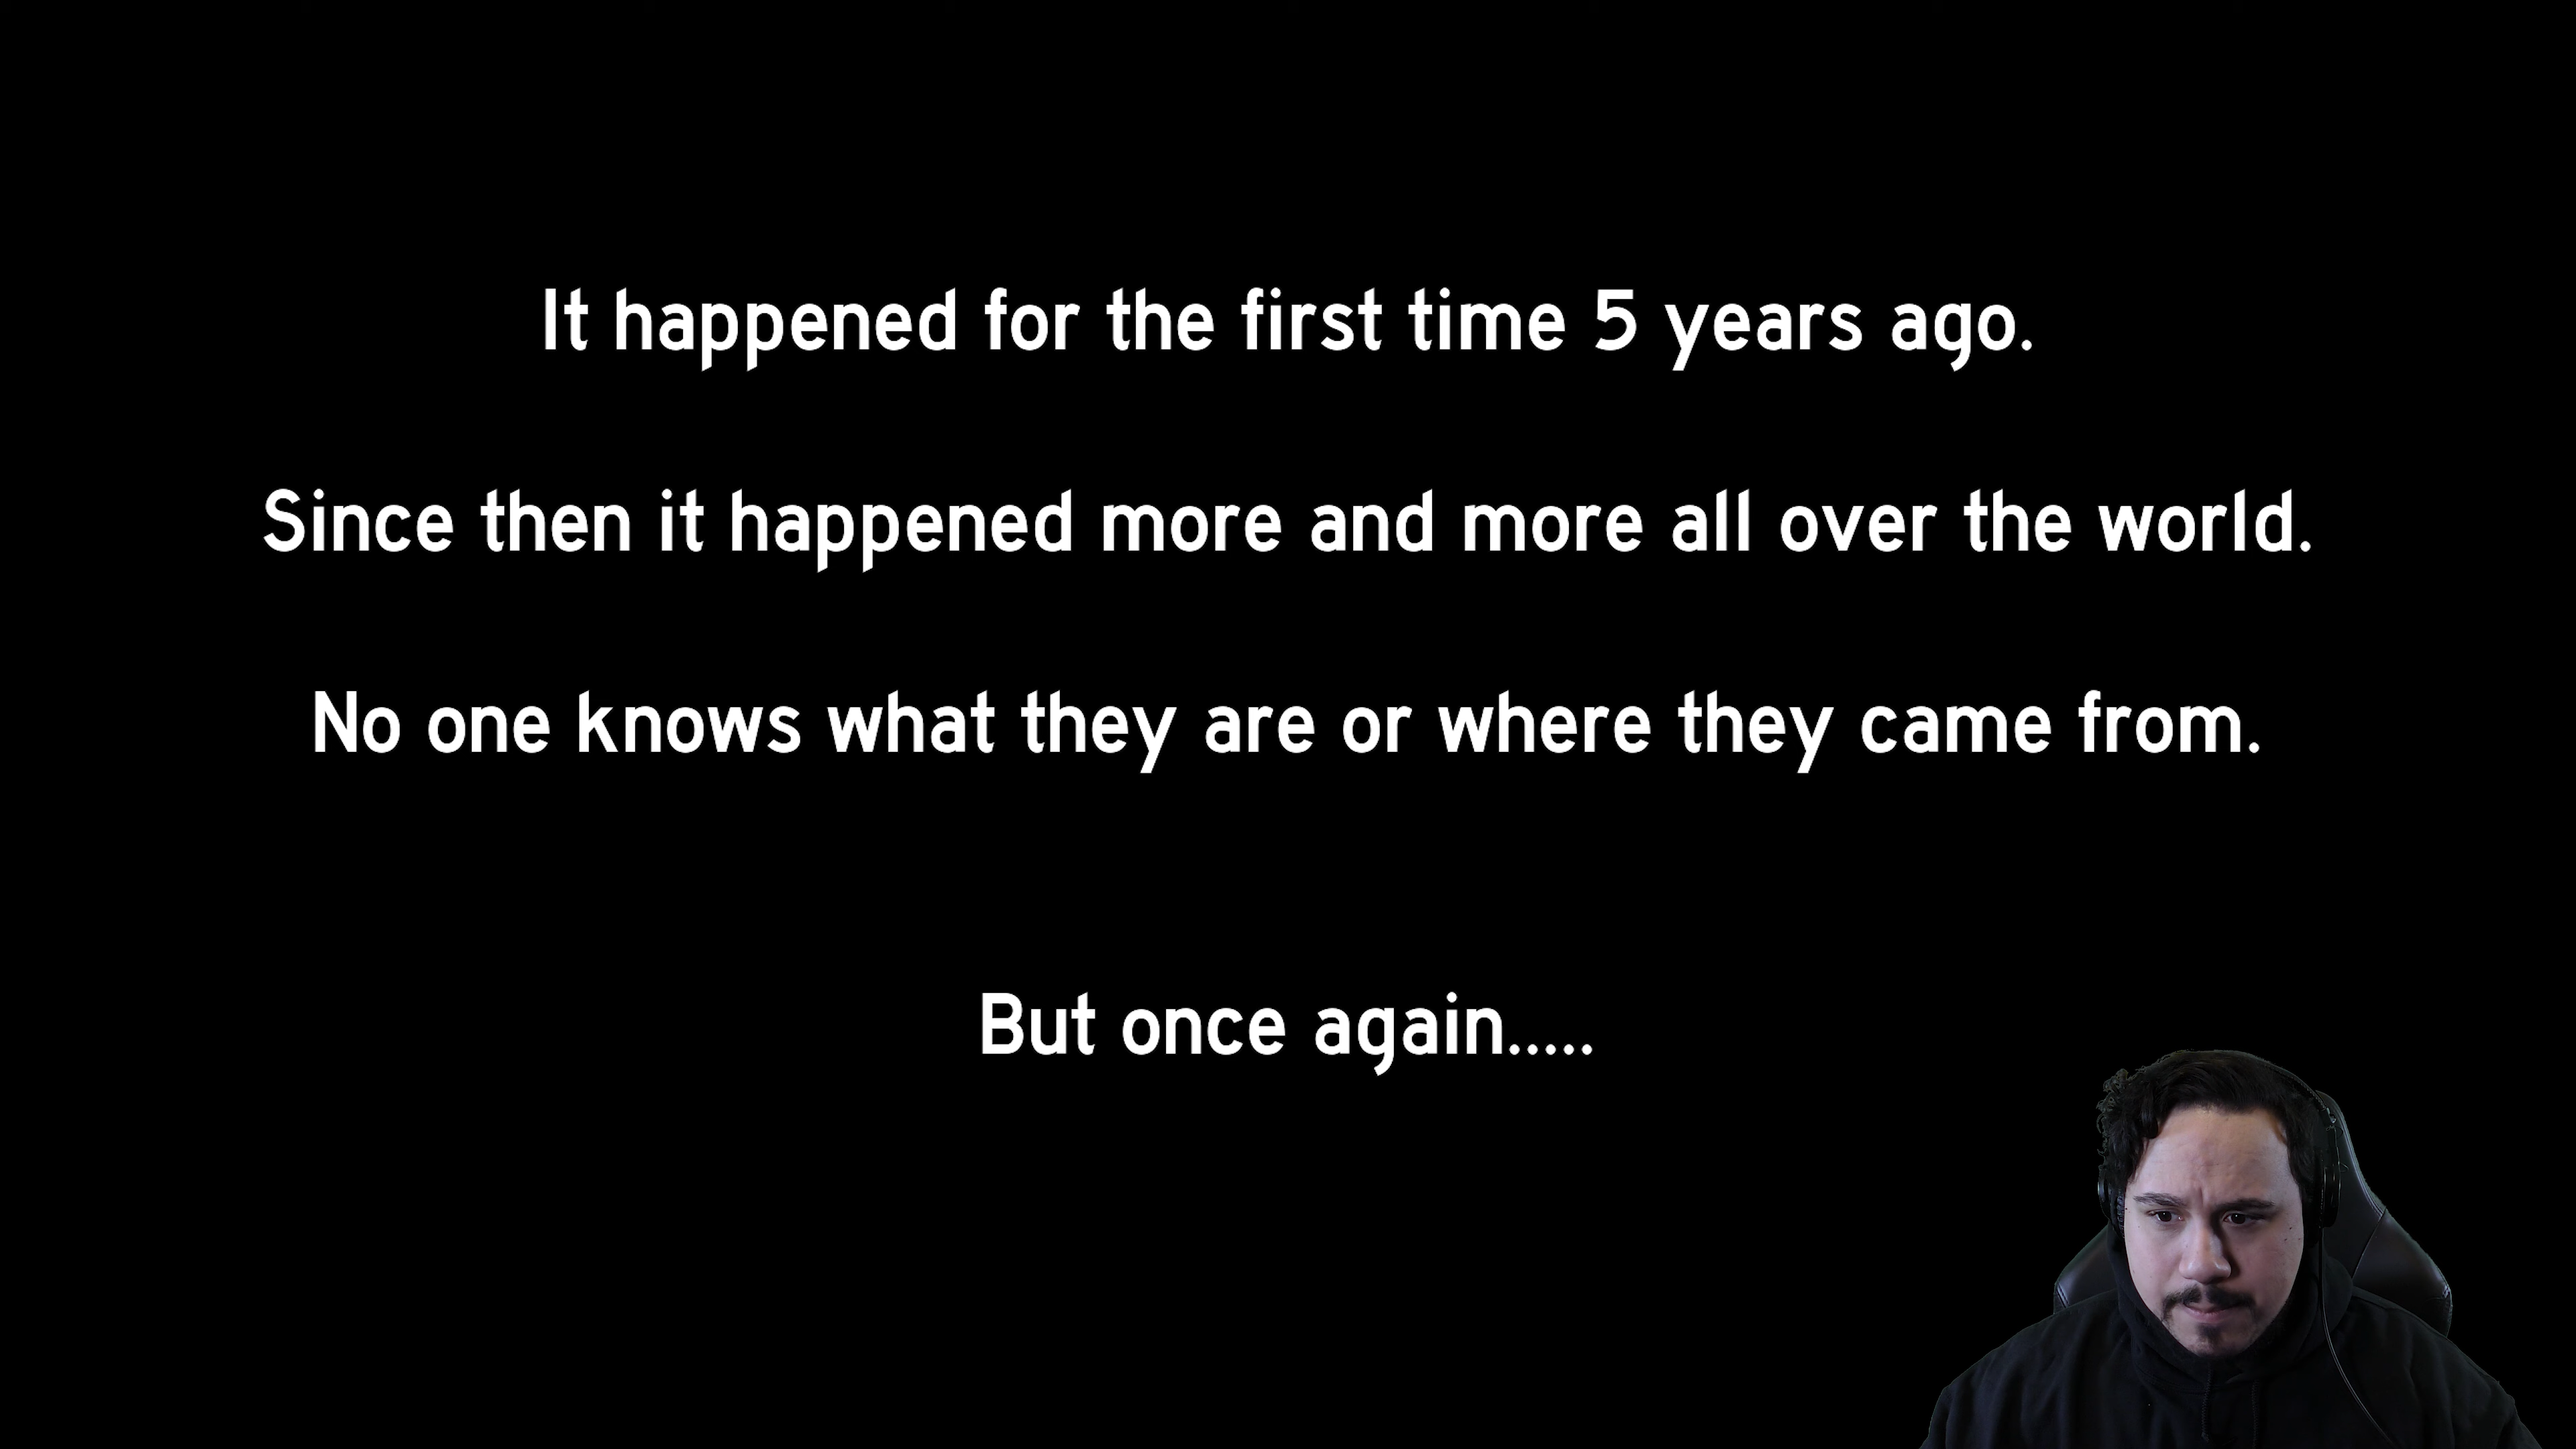 It happened for the first time 5 years ago.
Since then it happened more and more all over the world.
No one knows what they are or where they came from.
But once again.....